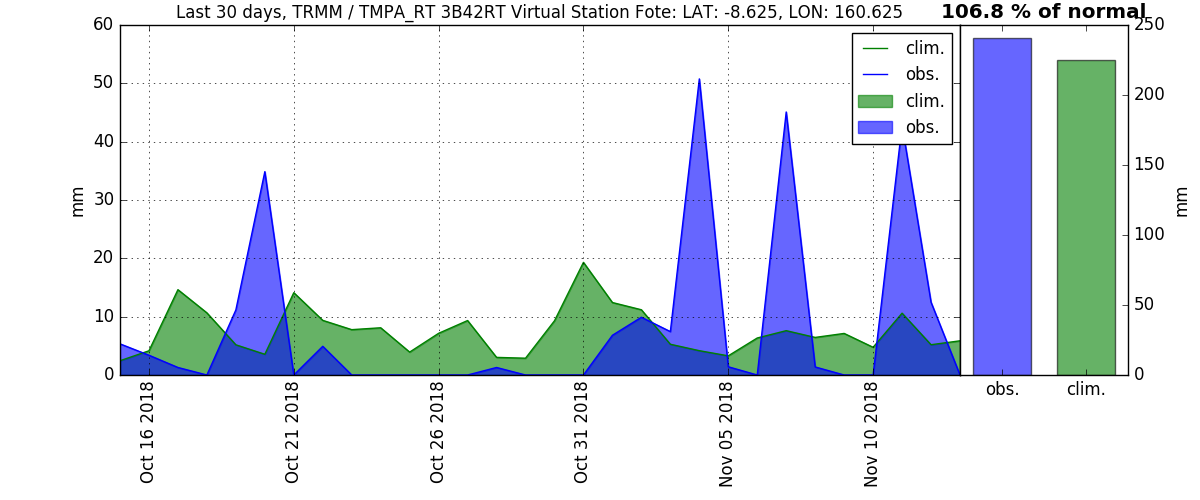 Last 30 days, TRMM / TMPA_RT 3B42RT Virtual Station Fote: LAT: -8.625, LON: 160.625
106.8 % of normal
60
50
40
30
20
10
0
mm
clim.
obs.
clim.
obs.
250
200
150
100
50
0
mm
obs.
clim.
Oct 16 2018
Oct 21 2018
Oct 26 2018
Oct 31 2018
Nov 05 2018
Nov 10 2018